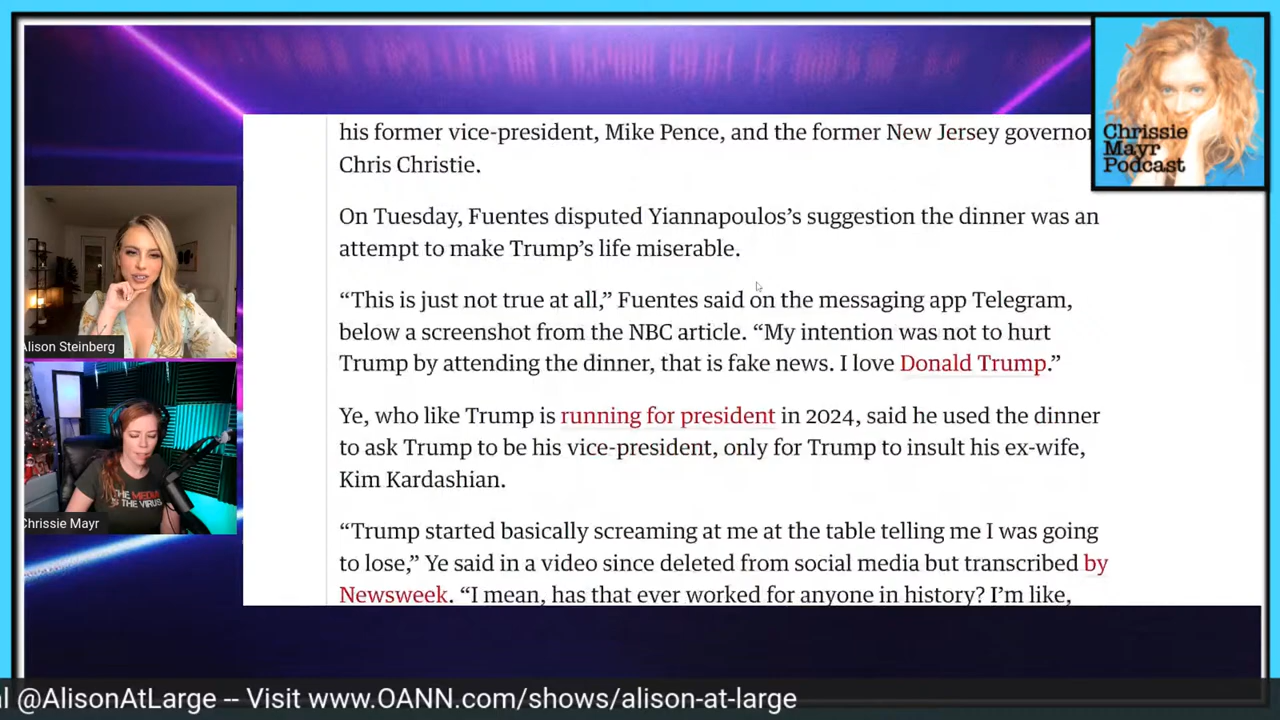 his former vice-president, Mike Pence, and the former New Jersey governor
Chris Christie.
On Tuesday, Fuentes disputed Yiannapoulos’s suggestion the dinner was an
attempt to make Trump’s life miserable.
“This is just not true at all,” Fuentes said on the messaging app Telegram,
below a screenshot from the NBC article. “My intention was not to hurt
Trump by attending the dinner, that is fake news. I love Donald Trump.”
Ye, who like Trump is running for president in 2024, said he used the dinner
to ask Trump to be his vice-president, only for Trump to insult his ex-wife,
Kim Kardashian.
“Trump started basically screaming at me at the table telling me I was going
to lose,” Ye said in a video since deleted from social media but transcribed by
Newsweek. “I mean, has that ever worked for anyone in history? I’m like,
Chrissie
Mayr
Podcast
Alison Steinberg
THE MEDIA
IS THE VIRUS
Chrissie Mayr
l @AlisonAtLarge -- Visit www.OANN.com/shows/alison-at-large